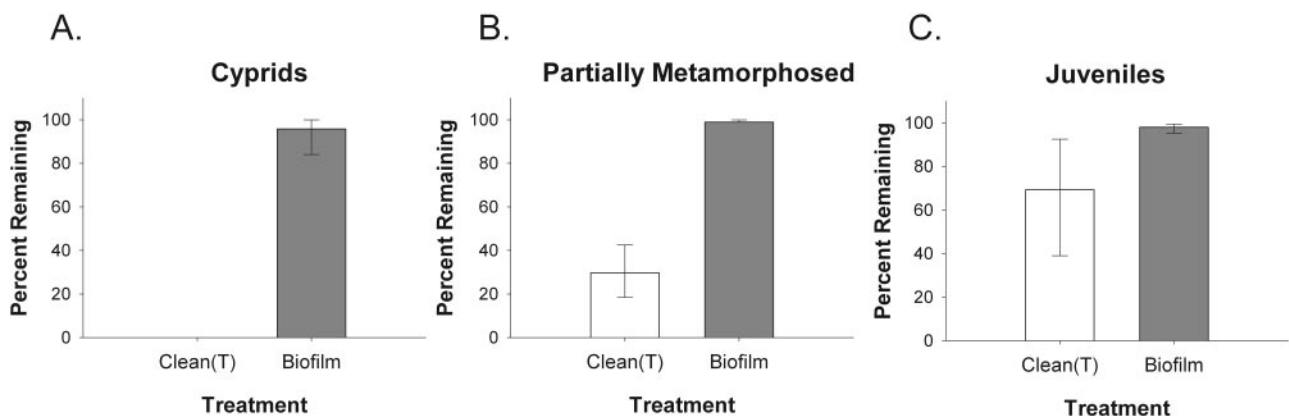 A.
Cyprids
Percent Remaining
100
80
60
40
20
0
Clean(T)
Biofilm
Treatment
B.
Partially Metamorphosed
Percent Remaining
100
80
60
40
20
0
Clean(T)
Biofilm
Treatment
C.
Juveniles
Percent Remaining
100
80
60
40
20
0
Clean(T)
Biofilm
Treatment